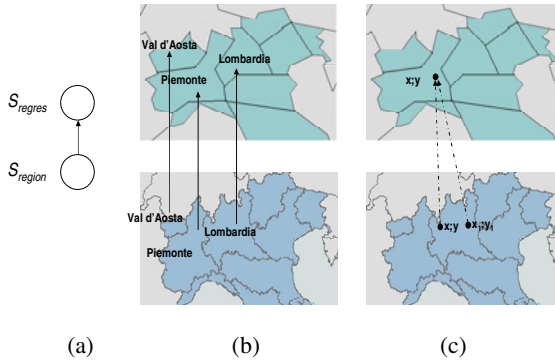 S_regres
S_region
Val d'Aosta
Lombardia
Piemonte
Val d'Aosta
Lombardia
Piemonte
x;y
x;y
x₁;y₁
(a)
(b)
(c)